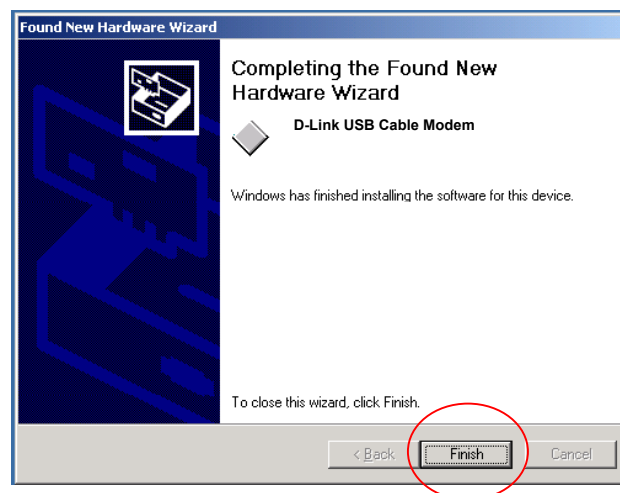 Found New Hardware Wizard
Completing the Found New
Hardware Wizard
D-Link USB Cable Modem
Windows has finished installing the software for this device.
To close this wizard, click Finish.
< Back Finish Cancel